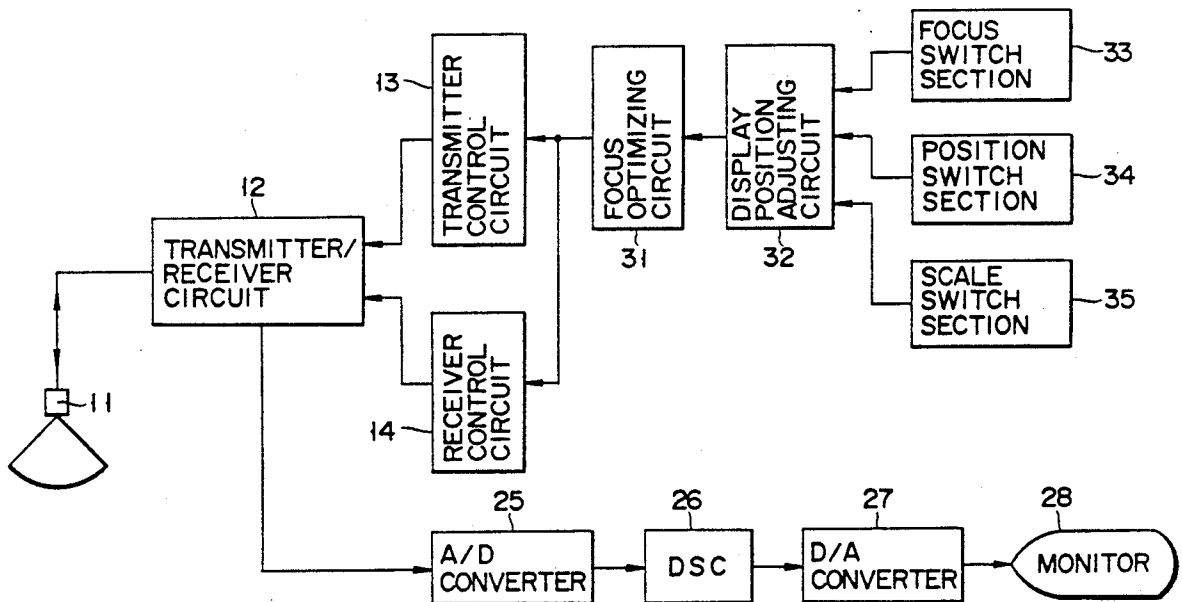 FOCUS
SWITCH
SECTION
33
13
TRANSMITTER
CONTROL
CIRCUIT
FOCUS
OPTIMIZING
CIRCUIT
31
DISPLAY
POSITION
ADJUSTING
CIRCUIT
32
POSITION
SWITCH
SECTION
34
12
TRANSMITTER/
RECEIVER
CIRCUIT
SCALE
SWITCH
SECTION
35
11
RECEIVER
CONTROL
CIRCUIT
14
25
A/D
CONVERTER
26
DSC
27
D/A
CONVERTER
28
MONITOR